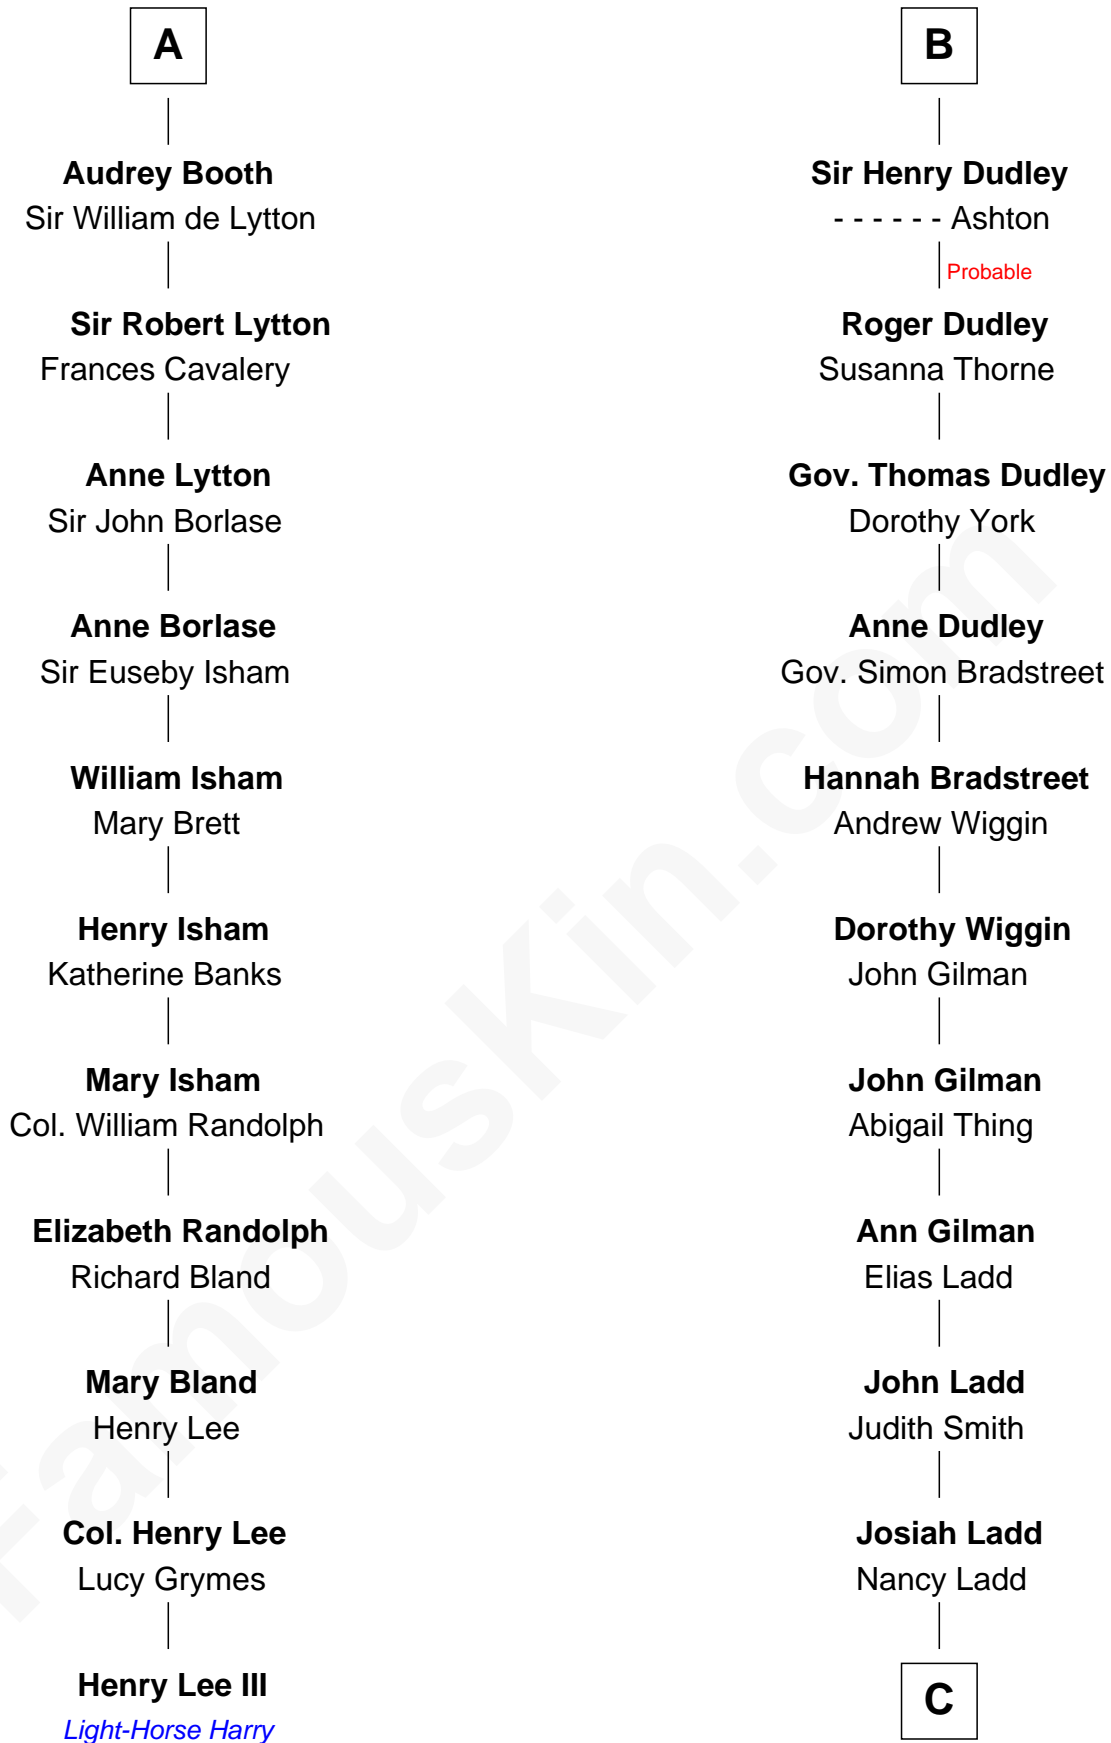 A
Audrey Booth
Sir William de Lytton
Sir Robert Lytton
Frances Cavalery
Anne Lytton
Sir John Borlase
Anne Borlase
Sir Euseby Isham
William Isham
Mary Brett
Henry Isham
Katherine Banks
Mary Isham
Col. William Randolph
Elizabeth Randolph
Richard Bland
Mary Bland
Henry Lee
Col. Henry Lee
Lucy Grymes
Henry Lee III
Light-Horse Harry
B
Sir Henry Dudley
- - - - - - Ashton
Probable
Roger Dudley
Susanna Thorne
Gov. Thomas Dudley
Dorothy York
Anne Dudley
Gov. Simon Bradstreet
Hannah Bradstreet
Andrew Wiggin
Dorothy Wiggin
John Gilman
John Gilman
Abigail Thing
Ann Gilman
Elias Ladd
John Ladd
Judith Smith
Josiah Ladd
Nancy Ladd
C
FamousKin.com